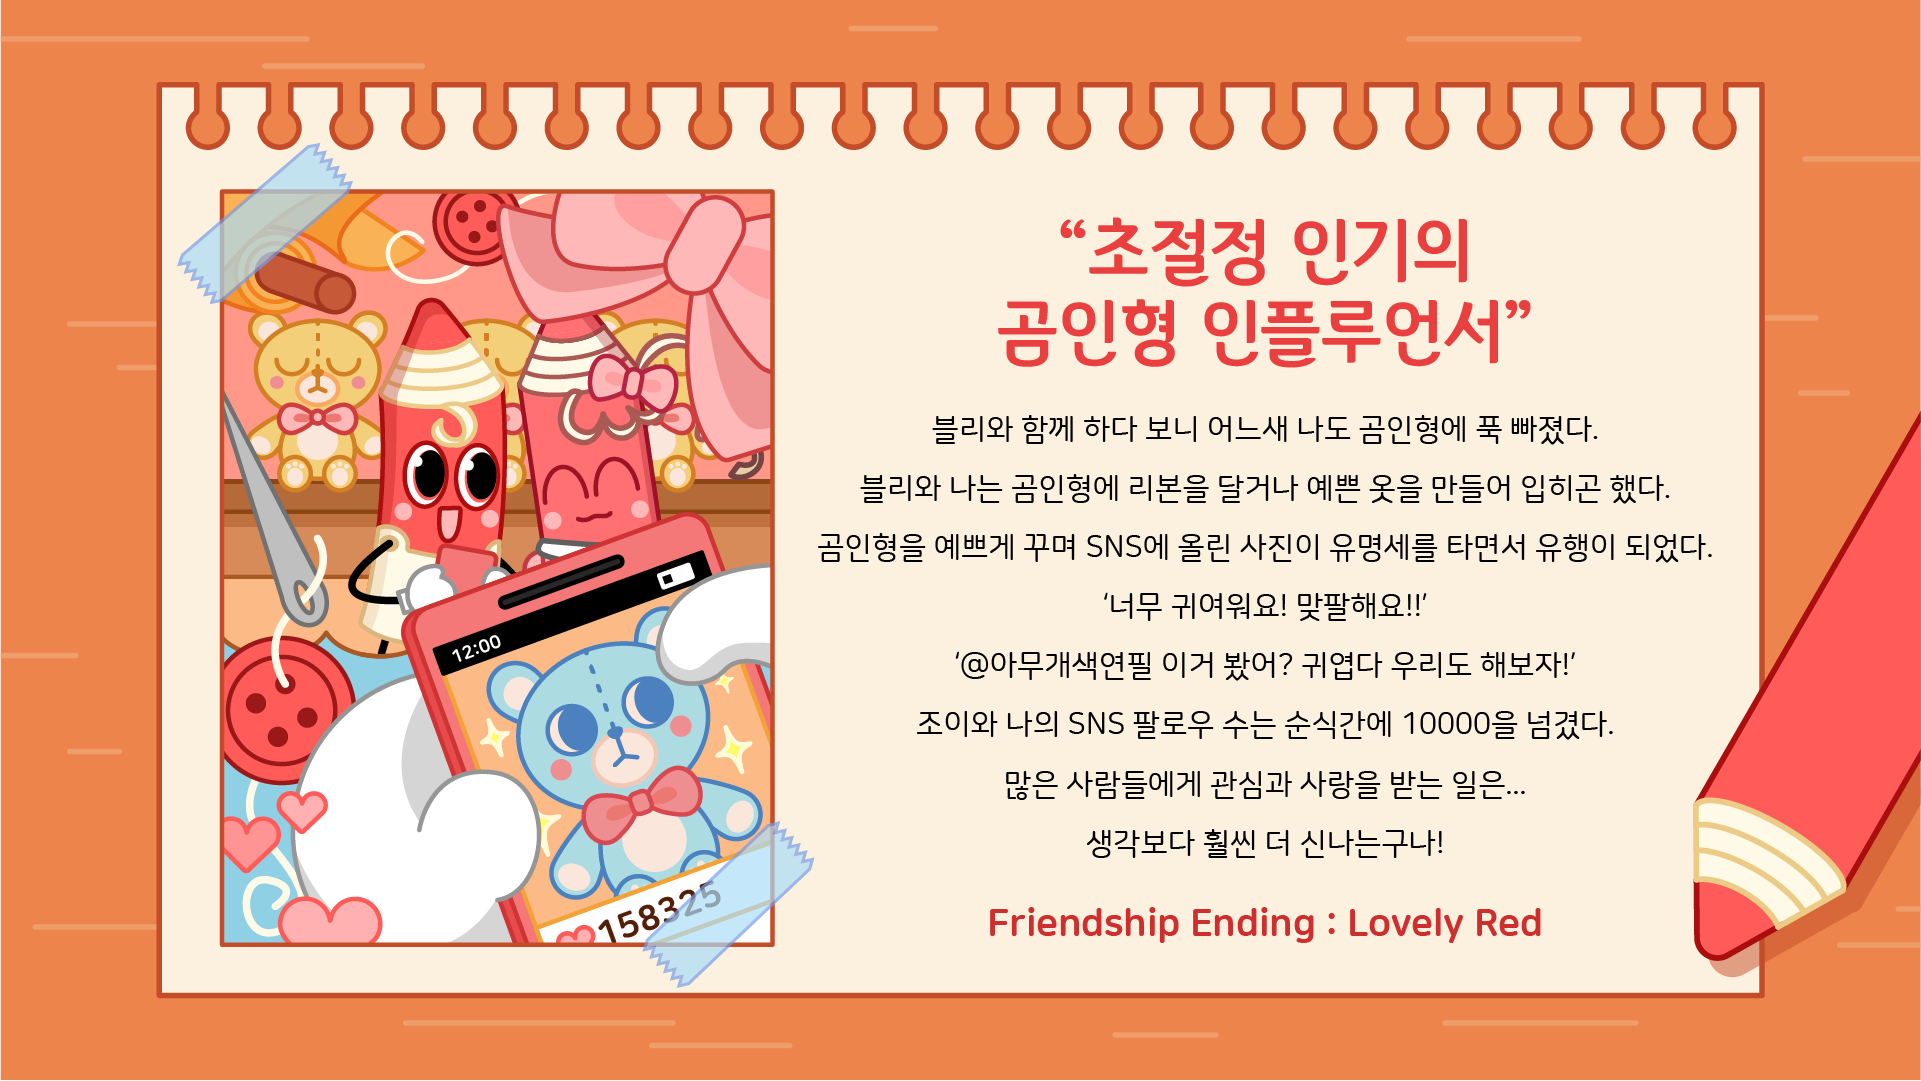 “초절정 인기의
곰인형 인플루언서”
블리와 함께 하다 보니 어느새 나도 곰인형에 푹 빠졌다.
블리와 나는 곰인형에 리본을 달거나 예쁜 옷을 만들어 입히곤 했다.
곰인형을 예쁘게 꾸며 SNS에 올린 사진이 유명세를 타면서 유행이 되었다.
‘너무 귀여워요! 맞팔해요!!’
‘@아무개색연필 이거 봤어? 귀엽다 우리도 해보자!’
조이와 나의 SNS 팔로우 수는 순식간에 10000을 넘겼다.
많은 사람들에게 관심과 사랑을 받는 일은...
생각보다 훨씬 더 신나는구나!
Friendship Ending : Lovely Red
12:00
158325